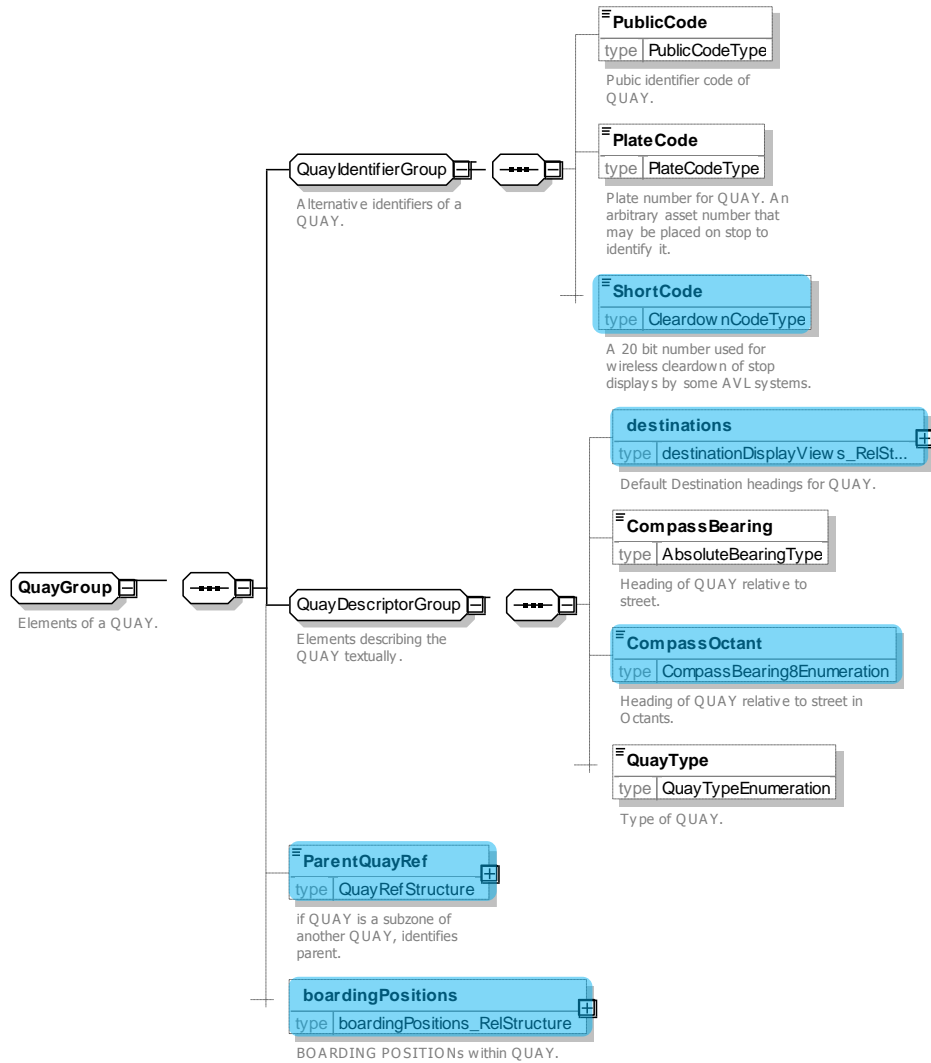 PublicCode
type PublicCodeType
Pubic identifier code of
QUAY.
PlateCode
type PlateCodeType
Plate number for QUAY. An
arbitrary asset number that
may be placed on stop to
identify it.
QuayIdentifierGroup
Alternative identifiers of a
QUAY.
ShortCode
type CleardownCodeType
A 20 bit number used for
wireless cleardown of stop
displays by some AVL systems.
destinations
type destinationDisplayViews_RelSt...
Default Destination headings for QUAY.
CompassBearing
type AbsoluteBearingType
Heading of QUAY relative to
street.
QuayGroup
Elements of a QUAY.
QuayDescriptorGroup
Elements describing the
QUAY textually.
CompassOctant
type CompassBearing8Enumeration
Heading of QUAY relative to street in
Octants.
QuayType
type QuayTypeEnumeration
Type of QUAY.
ParentQuayRef
type QuayRefStructure
if QUAY is a subzone of
another QUAY, identifies
parent.
boardingPositions
type boardingPositions_RelStructure
BOARDING POSITIONs within QUAY.